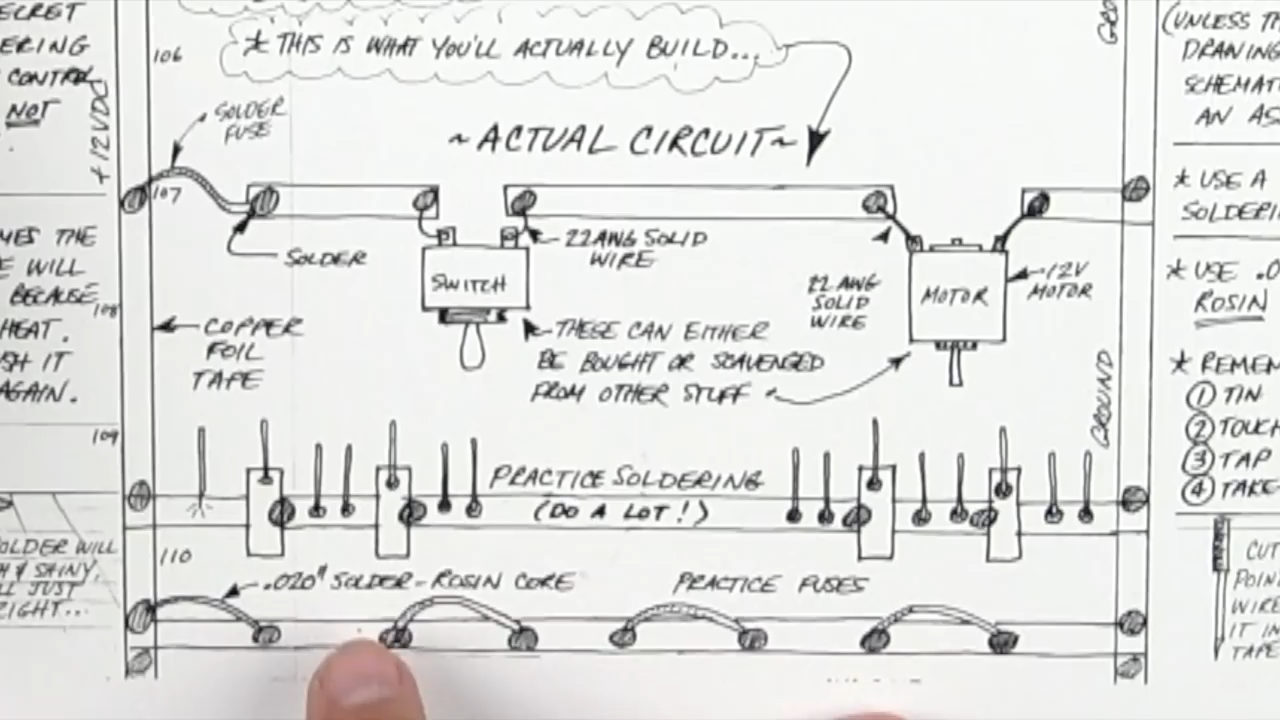 ECRET
ERING
CONTROL
NOT
+12VDC
106
* THIS IS WHAT YOU'LL ACTUALLY BUILD...
SOLDER
FUSE
~ACTUAL CIRCUIT~
107
SOLDER
22AWG SOLID
WIRE
SWITCH
22 AWG
SOLID
WIRE
MOTOR
12V
MOTOR
MES THE
E WILL
BECAUSE
HEAT.
SH IT
AGAIN.
108
COPPER
FOIL
TAPE
THESE CAN EITHER
BE BOUGHT OR SCAVENGED
FROM OTHER STUFF
GROUND
109
PRACTICE SOLDERING
(DO A LOT!)
110
OLDER WILL
H & SHINY,
LL JUST
RIGHT...
.020" SOLDER-ROSIN CORE
PRACTICE FUSES
GRO
(UNLESS TH
DRAWING
SCHEMAT
AN AS
* USE A
SOLDERI
* USE .0
ROSIN
* REMEM
1 TIN
2 TOUCH
3 TAP
4 TAKE
CUT
POIN
WIRE
IT IN
TAPE